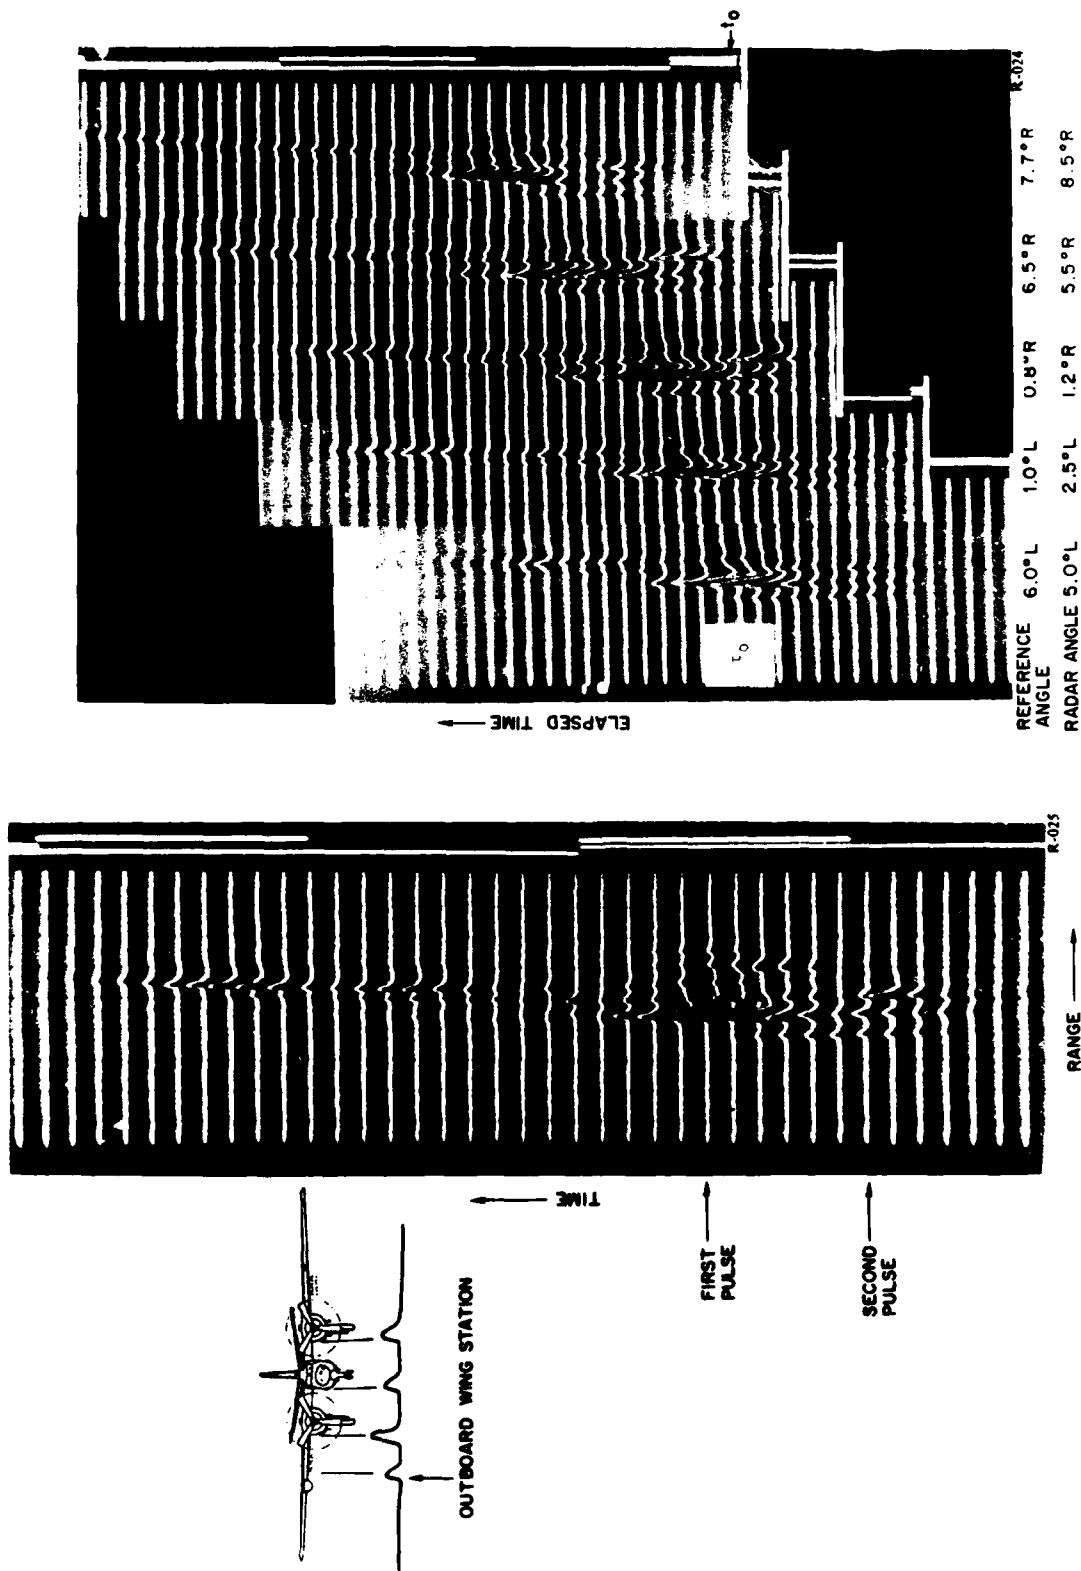 t₀
R-024
ELAPSED TIME
t₀
REFERENCE ANGLE 6.0°L 1.0°L 0.8°R 6.5°R 7.7°R
RADAR ANGLE 5.0°L 2.5°L 1.2°R 5.5°R 8.5°R
R-025
TIME
RANGE
FIRST PULSE
SECOND PULSE
OUTBOARD WING STATION